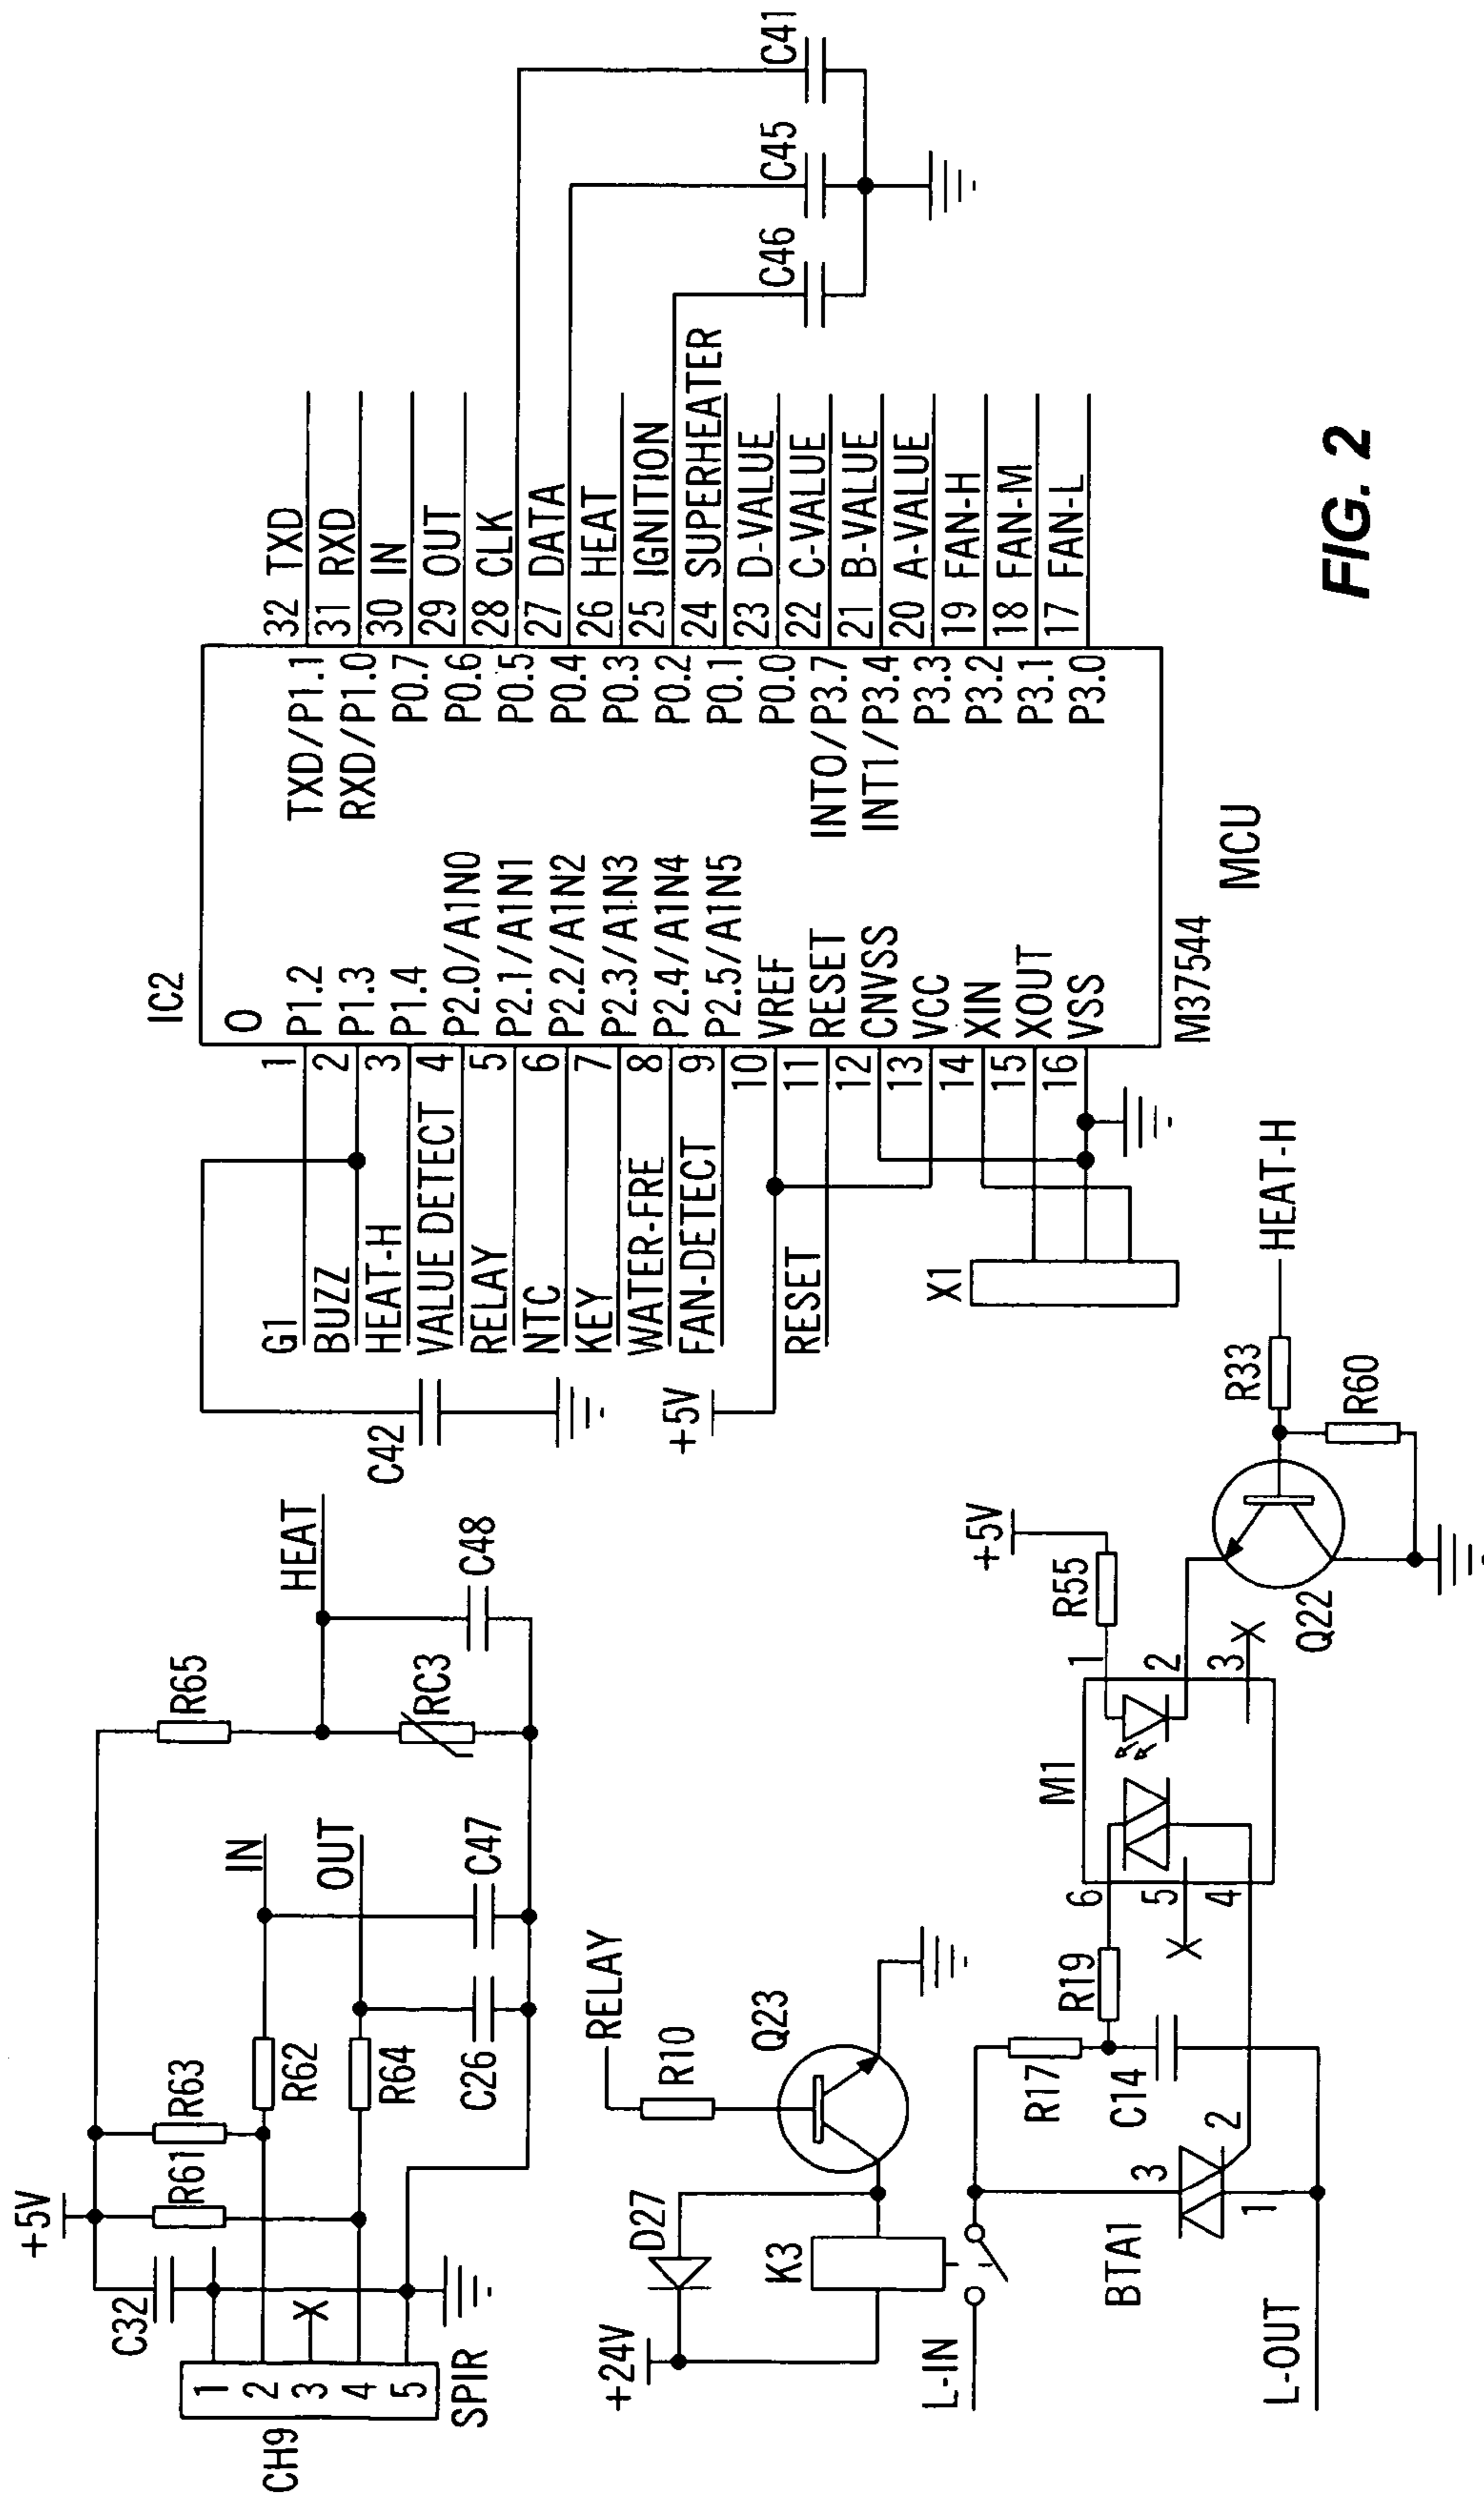 +5V
C32
R61
R63
R65
HEAT
IN
OUT
R62
R64
C26
C47
RC3
C48
CH9
1
2
3
4
5
X
SPIR
RELAY
R10
Q23
D27
+24V
K3
L-IN
L-OUT
BTA1
3
1
2
R17
C14
R19
M1
6
5
4
X
1
2
3
X
R55
+5V
Q22
R33
R60
HEAT-H
IC2
O
C42
G1 1 P1.2
BUZZ 2 P1.3
HEAT-H 3 P1.4
VALUE DETECT 4 P2.0/A1N0
RELAY 5 P2.1/A1N1
NTC 6 P2.2/A1N2
KEY 7 P2.3/A1N3
WATER-FRE 8 P2.4/A1N4
FAN-DETECT 9 P2.5/A1N5
+5V 10 VREF
RESET 11 RESET
12 CNVSS
13 VCC
14 XIN
15 XOUT
16 VSS
X1
TXD/P1.1 32 TXD
RXD/P1.0 31 RXD
P0.7 30 IN
P0.6 29 OUT
P0.5 28 CLK
P0.4 27 DATA
P0.3 26 HEAT
P0.2 25 IGNITION
P0.1 24 SUPERHEATER
P0.0 23 D-VALUE
INT0/P3.7 22 C-VALUE
INT1/P3.4 21 B-VALUE
P3.3 20 A-VALUE
P3.2 19 FAN-H
P3.1 18 FAN-M
P3.0 17 FAN-L
C46
C45
C41
M37544
MCU
FIG. 2